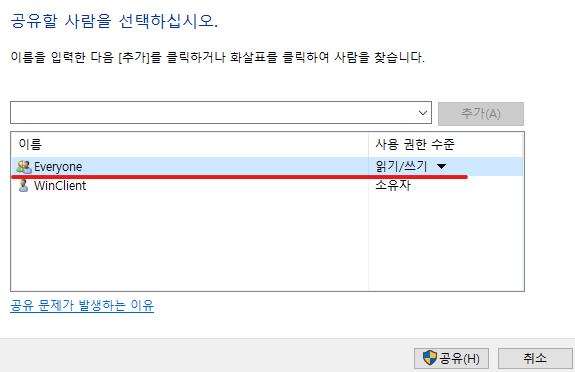 공유할 사람을 선택하십시오.
이름을 입력한 다음 [추가]를 클릭하거나 화살표를 클릭하여 사람을 찾습니다.
추가(A)
이름 사용 권한 수준
Everyone 읽기/쓰기
WinClient 소유자
공유 문제가 발생하는 이유
공유(H) 취소